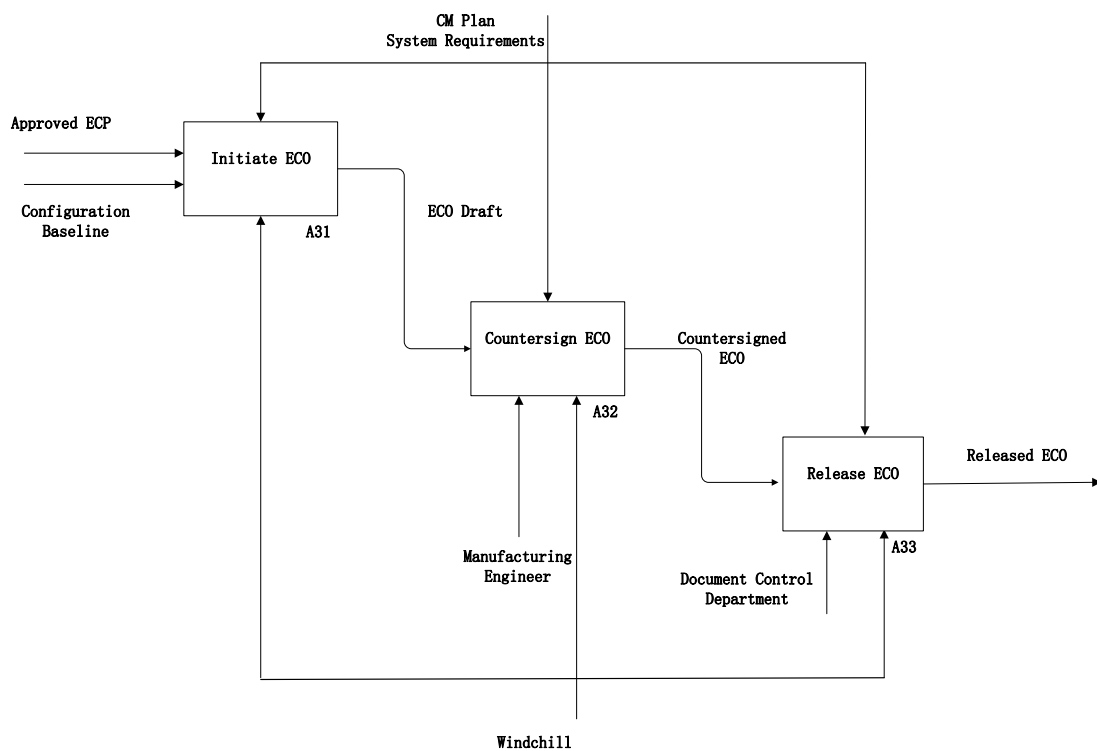 CM Plan
System Requirements
Approved ECP
Initiate ECO
Configuration
Baseline
A31
ECO Draft
Countersign ECO
Countersigned
ECO
A32
Release ECO
Released ECO
A33
Manufacturing
Engineer
Document Control
Department
Windchill